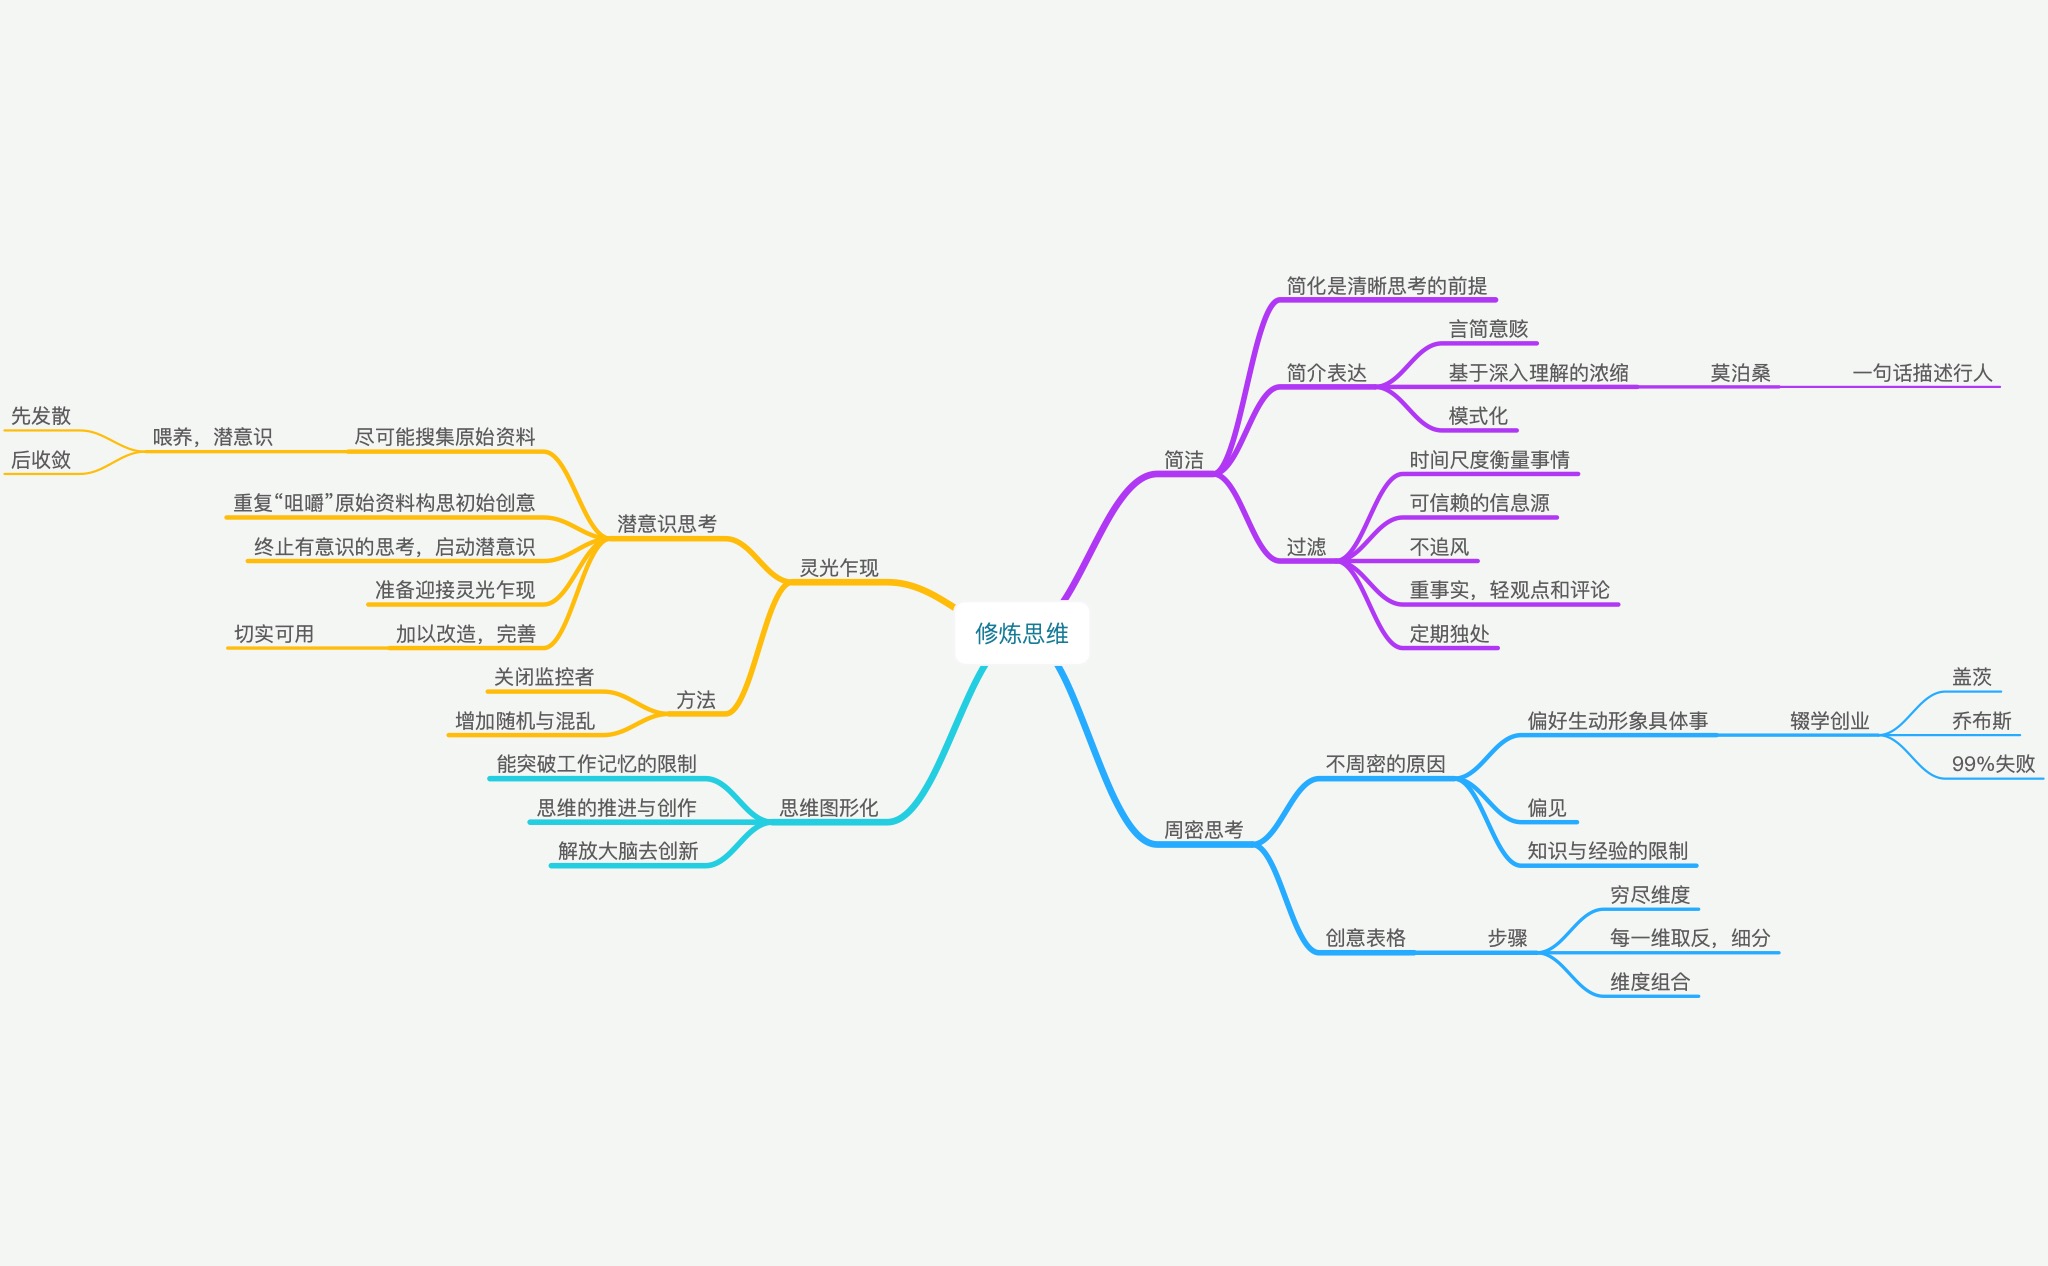 修炼思维
简洁
简化是清晰思考的前提
简介表达
言简意赅
基于深入理解的浓缩
莫泊桑
一句话描述行人
模式化
过滤
时间尺度衡量事情
可信赖的信息源
不追风
重事实，轻观点和评论
定期独处
周密思考
不周密的原因
偏好生动形象具体事
辍学创业
盖茨
乔布斯
99%失败
偏见
知识与经验的限制
创意表格
步骤
穷尽维度
每一维取反，细分
维度组合
灵光乍现
潜意识思考
尽可能搜集原始资料
喂养，潜意识
先发散
后收敛
重复“咀嚼”原始资料构思初始创意
终止有意识的思考，启动潜意识
准备迎接灵光乍现
加以改造，完善
切实可用
方法
关闭监控者
增加随机与混乱
思维图形化
能突破工作记忆的限制
思维的推进与创作
解放大脑去创新